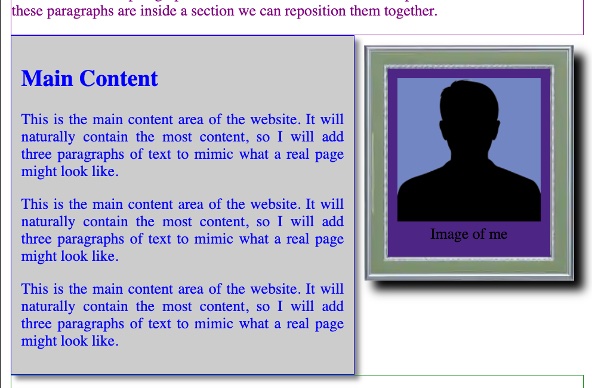 these paragraphs are inside a section we can reposition them together.
Main Content
This is the main content area of the website. It will
naturally contain the most content, so I will add
three paragraphs of text to mimic what a real page
might look like.
This is the main content area of the website. It will
naturally contain the most content, so I will add
three paragraphs of text to mimic what a real page
might look like.
This is the main content area of the website. It will
naturally contain the most content, so I will add
three paragraphs of text to mimic what a real page
might look like.
Image of me